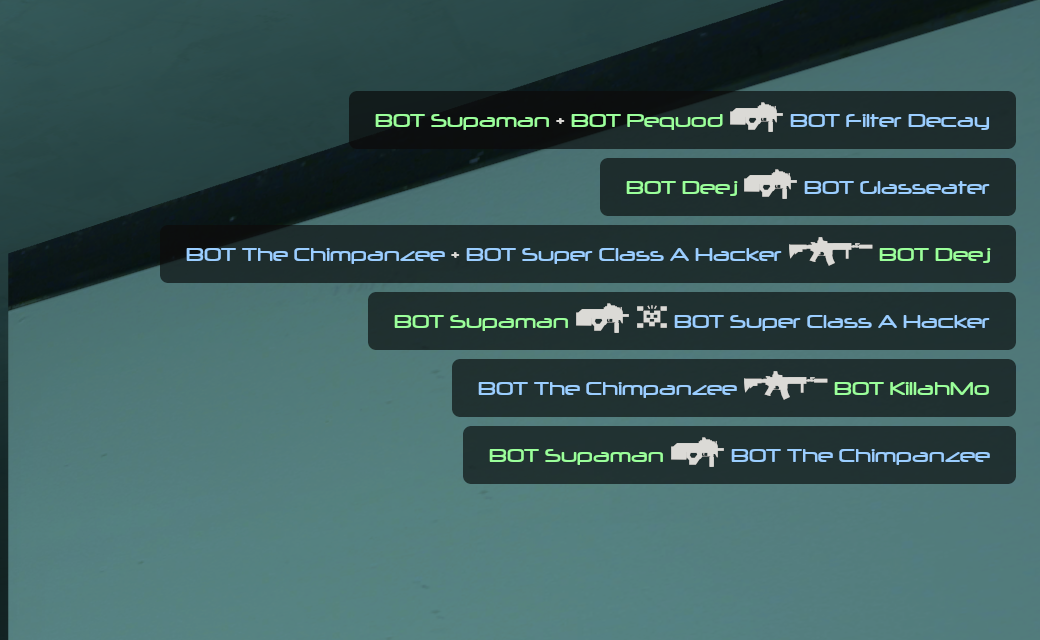 BOT Supaman + BOT Pequod BOT Filter Decay
BOT Deej BOT Glasseater
BOT The Chimpanzee + BOT Super Class A Hacker BOT Deej
BOT Supaman BOT Super Class A Hacker
BOT The Chimpanzee BOT KillahMo
BOT Supaman BOT The Chimpanzee